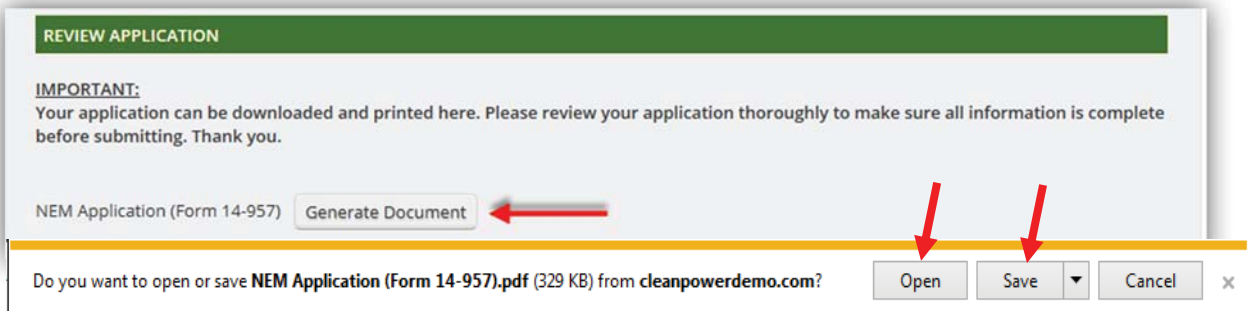 REVIEW APPLICATION
IMPORTANT:
Your application can be downloaded and printed here. Please review your application thoroughly to make sure all information is complete
before submitting. Thank you.
NEM Application (Form 14-957) Generate Document
Do you want to open or save NEM Application (Form 14-957).pdf (329 KB) from cleanpowerdemo.com? Open Save Cancel